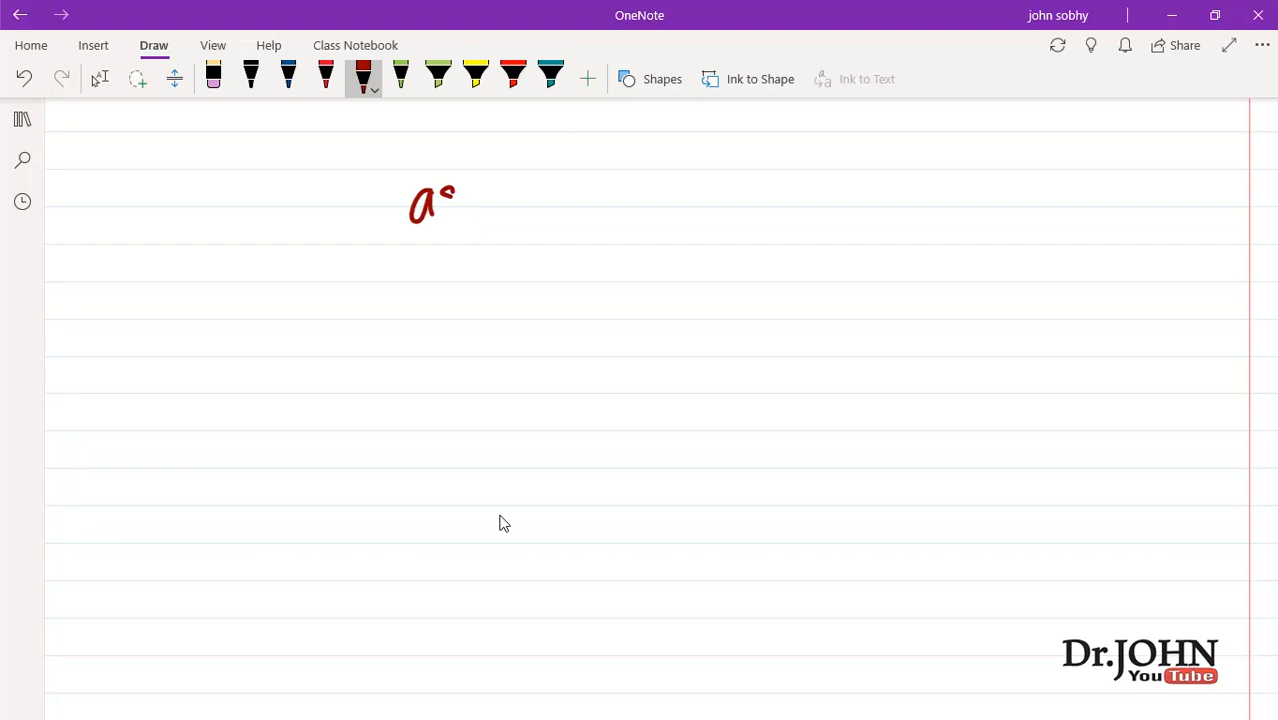 OneNote
john sobhy
Home Insert Draw View Help Class Notebook
Share
Shapes Ink to Shape Ink to Text
Dr.JOHN
YouTube